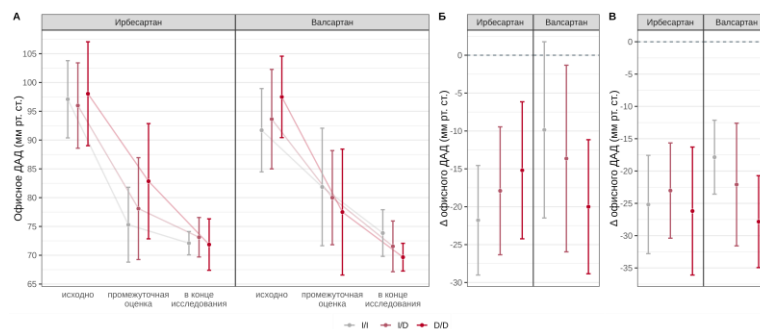 А
Ирбесартан
Валсартан
Офисное ДАД (мм рт. ст.)
105
100
95
90
85
80
75
70
65
исходно
промежуточная
оценка
в конце
исследования
исходно
промежуточная
оценка
в конце
исследования
Б
Ирбесартан
Валсартан
Δ офисного ДАД (мм рт. ст.)
0
-5
-10
-15
-20
-25
-30
В
Ирбесартан
Валсартан
Δ офисного ДАД (мм рт. ст.)
0
-5
-10
-15
-20
-25
-30
-35
I/I
I/D
D/D